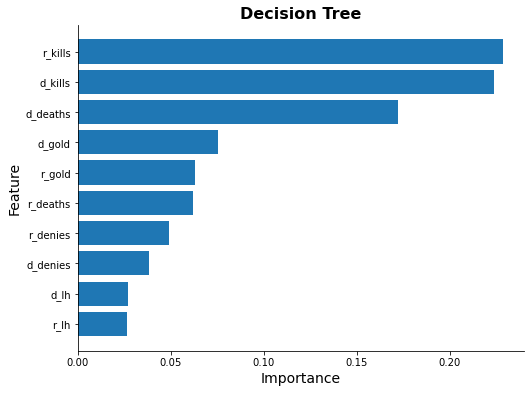 Decision Tree
r_kills
d_kills
d_deaths
d_gold
r_gold
r_deaths
r_denies
d_denies
d_lh
r_lh
Feature
0.00 0.05 0.10 0.15 0.20
Importance